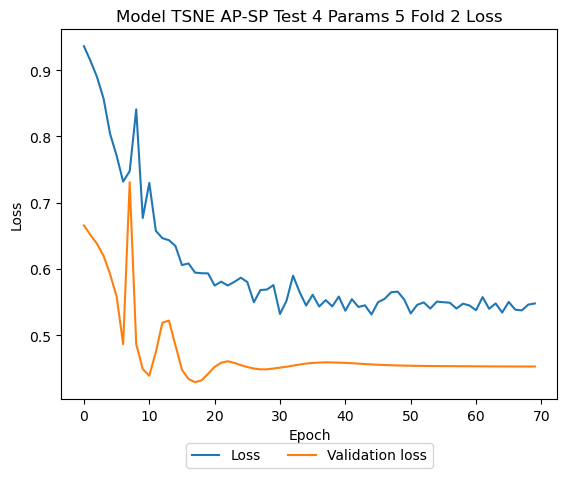 Model TSNE AP-SP Test 4 Params 5 Fold 2 Loss
0.9
0.8
0.7
0.6
0.5
Loss
0 10 20 30 40 50 60 70
Epoch
Loss Validation loss